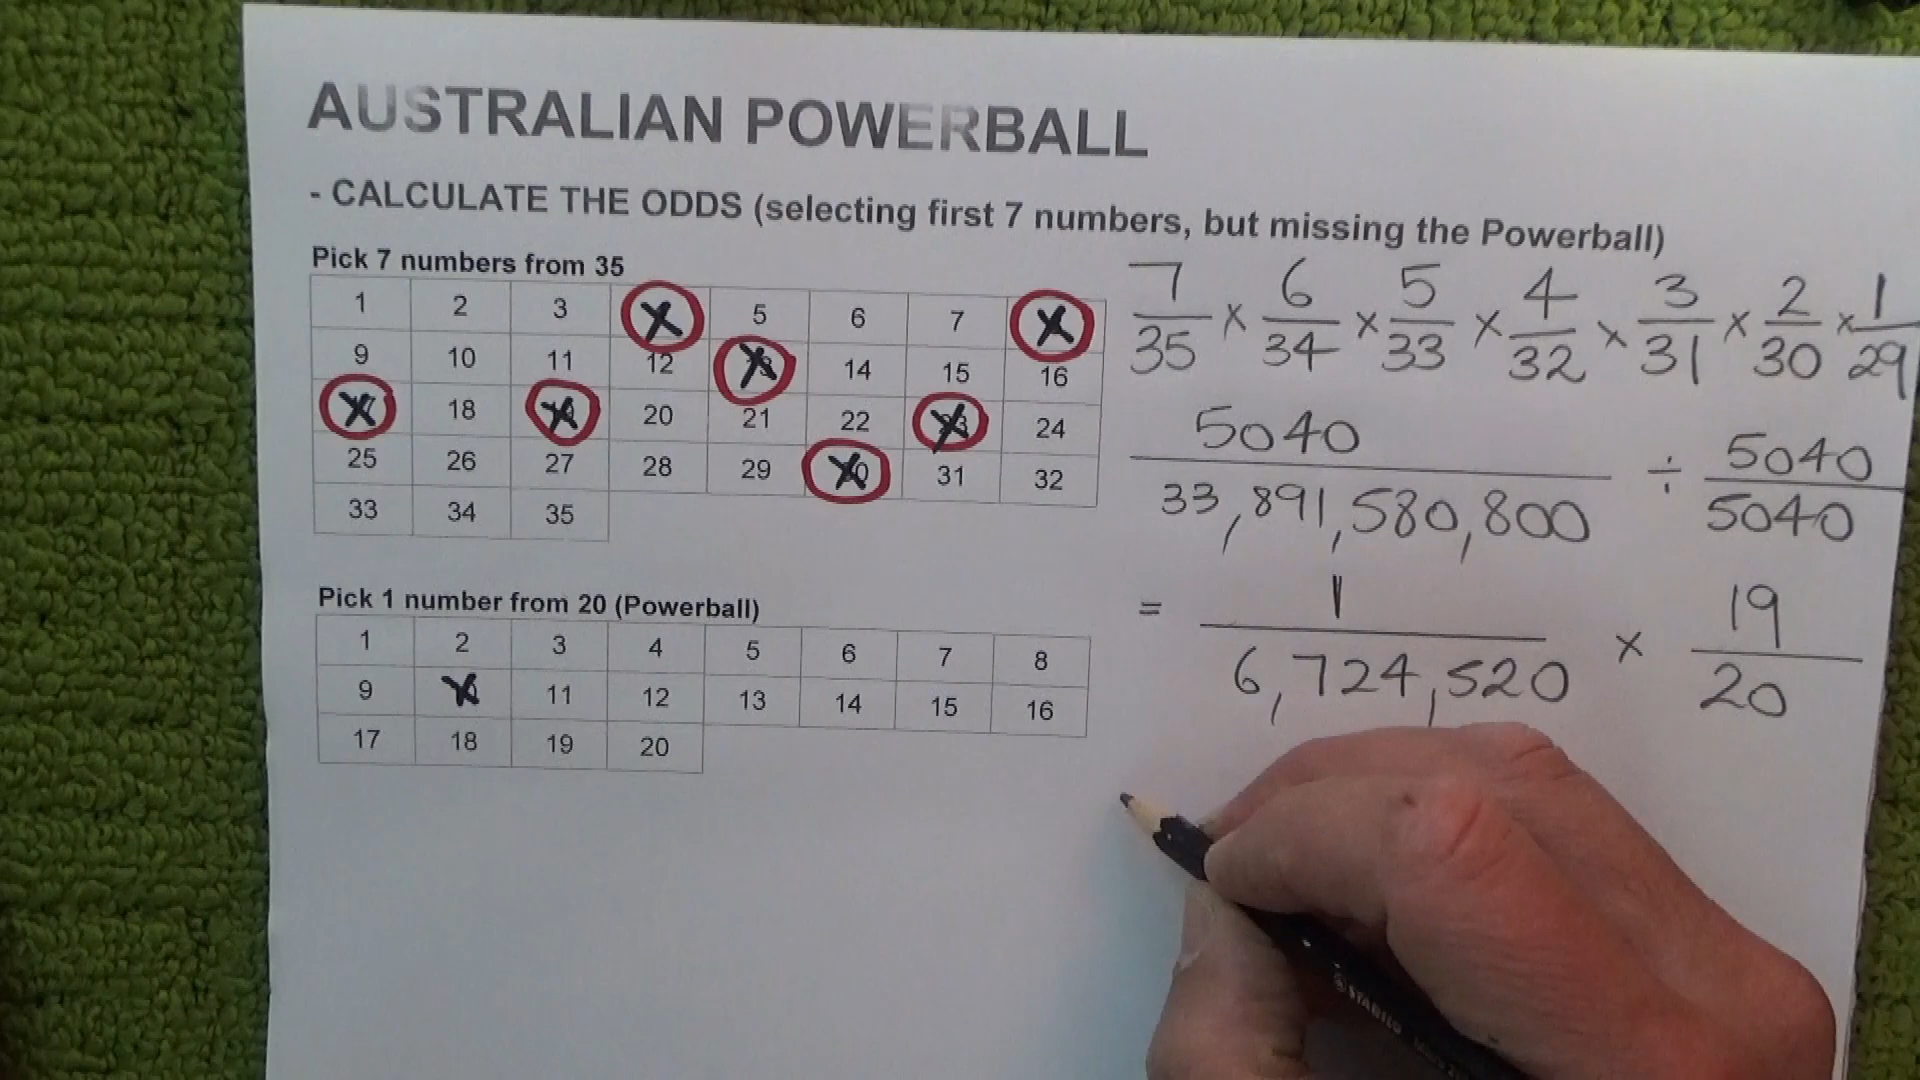 AUSTRALIAN POWERBALL
- CALCULATE THE ODDS (selecting first 7 numbers, but missing the Powerball)
Pick 7 numbers from 35
1 2 3 X 5 6 7 X
9 10 11 12 X 14 15 16
X 18 X 20 21 22 X 24
25 26 27 28 29 X 31 32
33 34 35
7/35 × 6/34 × 5/33 × 4/32 × 3/31 × 2/30 × 1/29
5040/33,891,580,800 ÷ 5040/5040
= 1/6,724,520 × 19/20
Pick 1 number from 20 (Powerball)
1 2 3 4 5 6 7 8
9 X 11 12 13 14 15 16
17 18 19 20
STABILO